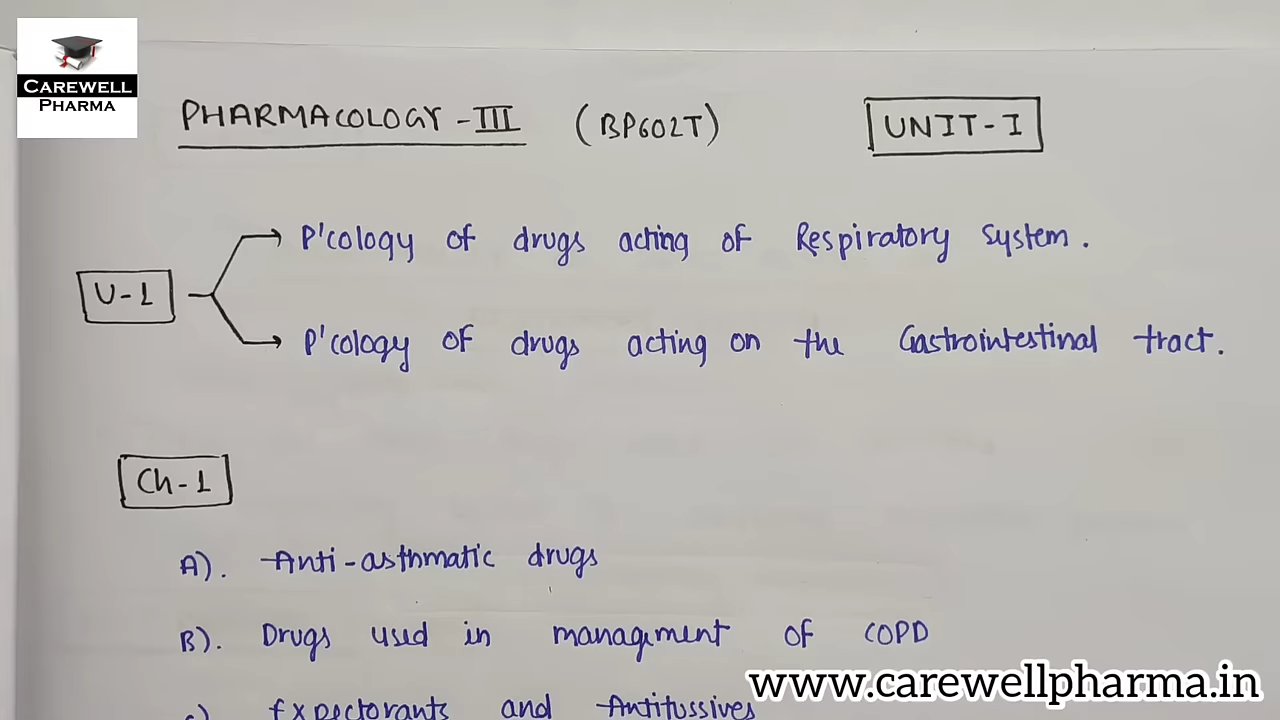 CAREWELL
PHARMA
PHARMACOLOGY - III (BP602T) UNIT-I
P'cology of drugs acting of Respiratory System.
U-1
P'cology of drugs acting on the Gastrointestinal tract.
Ch-1
A). Anti-asthmatic drugs
B). Drugs used in management of COPD
www.carewellpharma.in
C) Expectorants and Antitussives